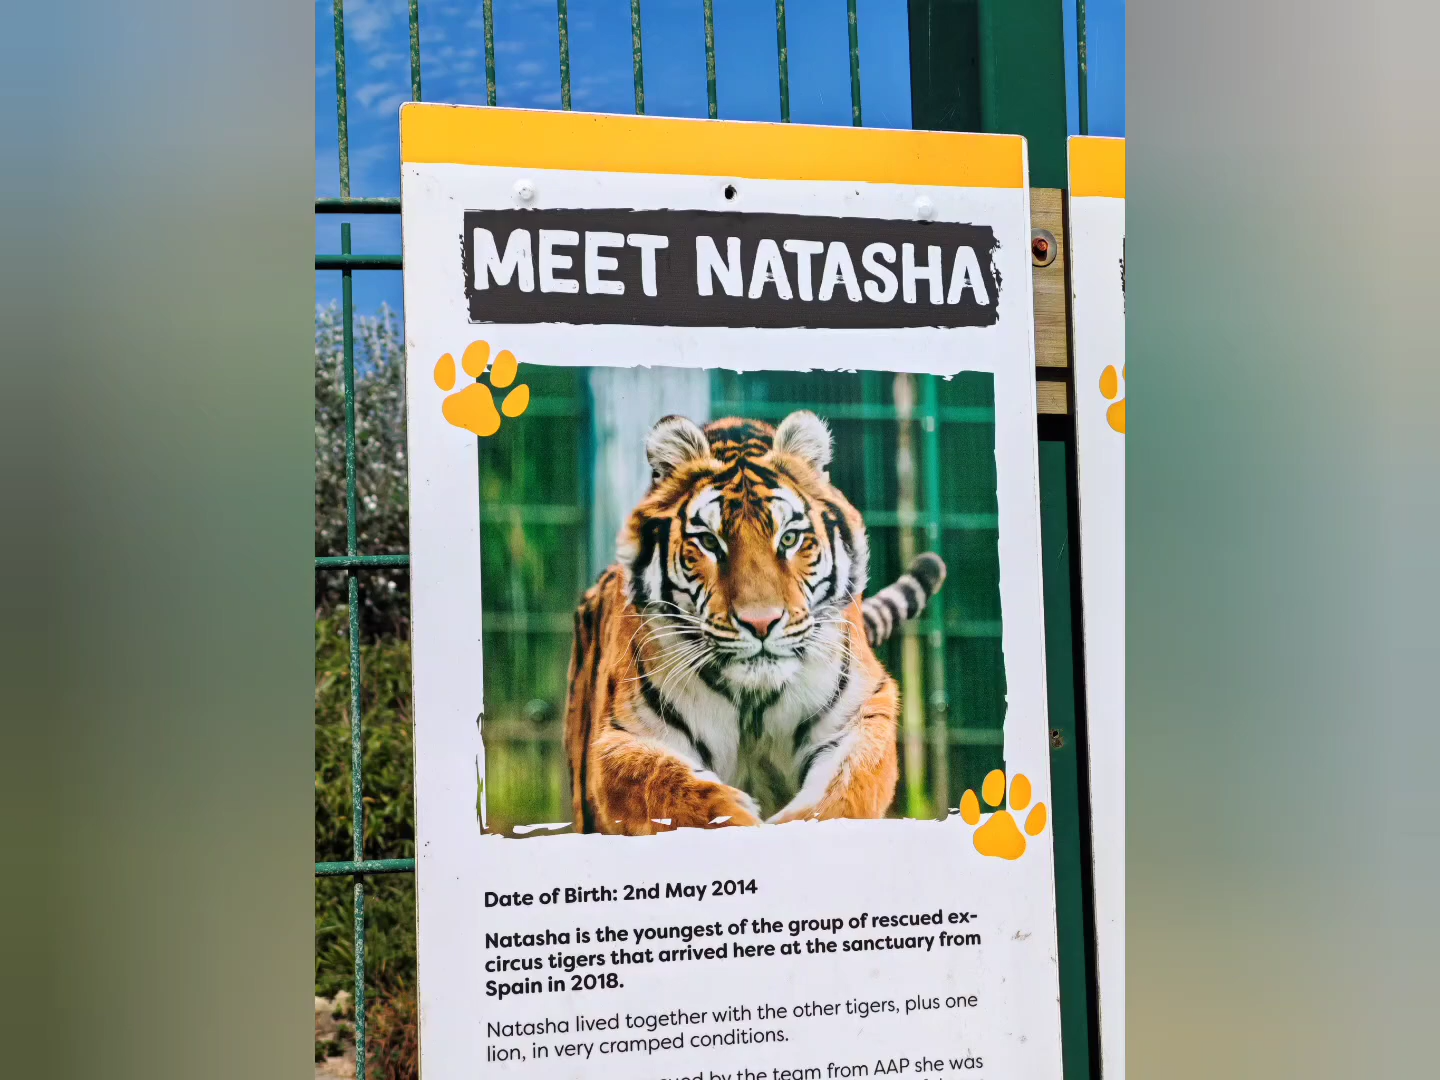 MEET NATASHA
Date of Birth: 2nd May 2014
Natasha is the youngest of the group of rescued ex-
circus tigers that arrived here at the sanctuary from
Spain in 2018.
Natasha lived together with the other tigers, plus one
lion, in very cramped conditions.
by the team from AAP she was